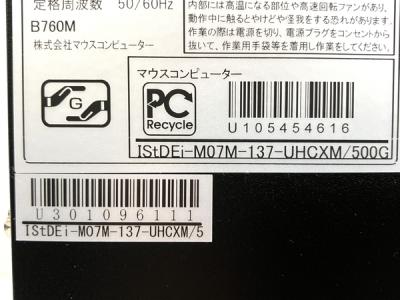 定格周波数 50/60Hz
B760M
株式会社マウスコンピューター
内部には高温になる部位や高速回転ファンがあり、
動作中に触るとやけどや怪我をする恐れがあります。
作業の際は電源を切り、電源プラグをコンセントから
抜いて、作業用手袋等を着用し作業をしてください。
G
マウスコンピューター
PC
Recycle
U105454616
IStDEi-M07M-137-UHCXM/500G
U301096111
IStDEi-M07M-137-UHCXM/5